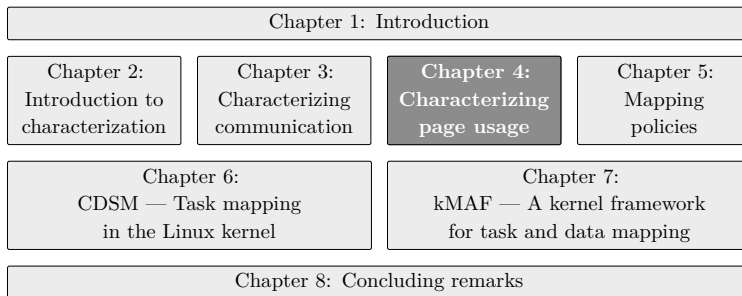 Chapter 1: Introduction
Chapter 2:
Introduction to
characterization
Chapter 3:
Characterizing
communication
Chapter 4:
Characterizing
page usage
Chapter 5:
Mapping
policies
Chapter 6:
CDSM — Task mapping
in the Linux kernel
Chapter 7:
kMAF — A kernel framework
for task and data mapping
Chapter 8: Concluding remarks